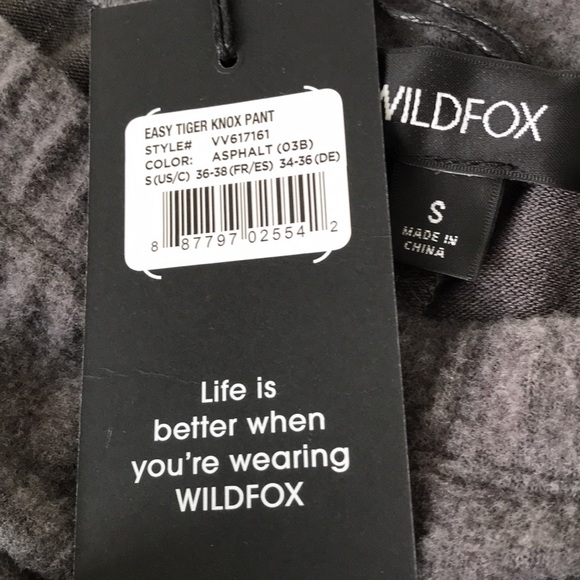 EASY TIGER KNOX PANT
STYLE# VV617161
COLOR: ASPHALT (03B)
S(US/C) 36-38(FR/ES) 34-36(DE)
8 87797 02554 2
Life is
better when
you're wearing
WILDFOX
WILDFOX
S
MADE IN
CHINA